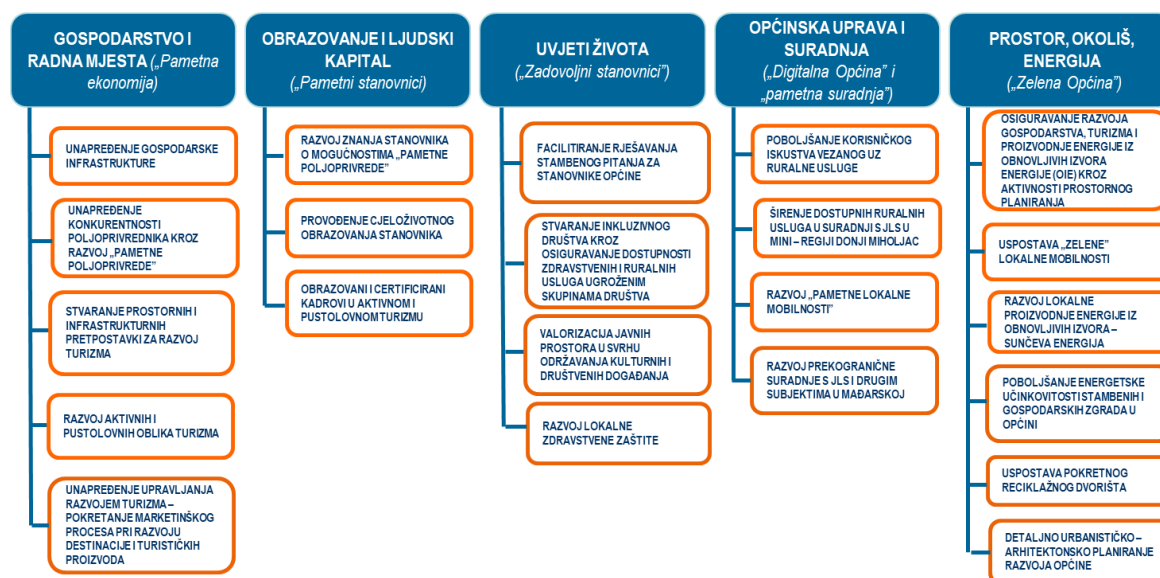 GOSPODARSTVO I
RADNA MJESTA („Pametna
ekonomija)
UNAPREĐENJE GOSPODARSKE
INFRASTRUKTURE
UNAPREĐENJE
KONKURENTNOSTI
POLJOPRIVREDNIKA KROZ
RAZVOJ „PAMETNE
POLJOPRIVREDE”
STVARANJE PROSTORNIH I
INFRASTRUKTURNIH
PRETPOSTAVKI ZA RAZVOJ
TURIZMA
RAZVOJ AKTIVNIH I
PUSTOLOVNIH OBLIKA TURIZMA
UNAPREĐENJE UPRAVLJANJA
RAZVOJEM TURIZMA –
POKRETANJE MARKETINŠKOG
PROCESA PRI RAZVOJU
DESTINACIJE I TURISTIČKIH
PROIZVODA
OBRAZOVANJE I LJUDSKI
KAPITAL
(„Pametni stanovnici)
RAZVOJ ZNANJA STANOVNIKA
O MOGUĆNOSTIMA „PAMETNE
POLJOPRIVREDE”
PROVOĐENJE CJELOŽIVOTNOG
OBRAZOVANJA STANOVNIKA
OBRAZOVANI I CERTIFICIRANI
KADROVI U AKTIVNOM I
PUSTOLOVNOM TURIZMU
UVJETI ŽIVOTA
(„Zadovoljni stanovnici”)
FACILITIRANJE RJEŠAVANJA
STAMBENOG PITANJA ZA
STANOVNIKE OPĆINE
STVARANJE INKLUZIVNOG
DRUŠTVA KROZ
OSIGURAVANJE DOSTUPNOSTI
ZDRAVSTVENIH I RURALNIH
USLUGA UGROŽENIM
SKUPINAMA DRUŠTVA
VALORIZACIJA JAVNIH
PROSTORA U SVRHU
ODRŽAVANJA KULTURNIH I
DRUŠTVENIH DOGAĐANJA
RAZVOJ LOKALNE
ZDRAVSTVENE ZAŠTITE
OPĆINSKA UPRAVA I
SURADNJA
(„Digitalna Općina” i
„pametna suradnja”)
POBOLJŠANJE KORISNIČKOG
ISKUSTVA VEZANOG UZ
RURALNE USLUGE
ŠIRENJE DOSTUPNIH RURALNIH
USLUGA U SURADNJI S JLS U
MINI – REGIJI DONJI MIHOLJAC
RAZVOJ „PAMETNE LOKALNE
MOBILNOSTI”
RAZVOJ PREKOGRANIČNE
SURADNJE S JLS I DRUGIM
SUBJEKTIMA U MAĐARSKOJ
PROSTOR, OKOLIŠ,
ENERGIJA
(„Zelena Općina”)
OSIGURAVANJE RAZVOJA
GOSPODARSTVA, TURIZMA I
PROIZVODNJE ENERGIJE IZ
OBNOVLJIVIH IZVORA
ENERGIJE (OIE) KROZ
AKTIVNOSTI PROSTORNOG
PLANIRANJA
USPOSTAVA „ZELENE”
LOKALNE MOBILNOSTI
RAZVOJ LOKALNE
PROIZVODNJE ENERGIJE IZ
OBNOVLJIVIH IZVORA –
SUNČEVA ENERGIJA
POBOLJŠANJE ENERGETSKE
UČINKOVITOSTI STAMBENIH I
GOSPODARSKIH ZGRADA U
OPĆINI
USPOSTAVA POKRETNOG
RECIKLAŽNOG DVORIŠTA
DETALJNO URBANISTIČKO –
ARHITEKTONSKO PLANIRANJE
RAZVOJA OPĆINE